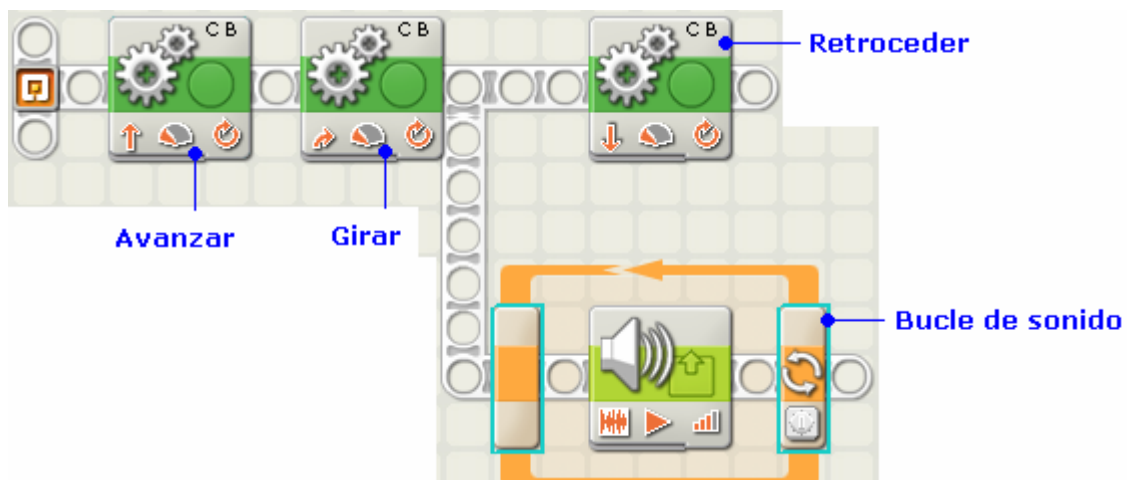 C B
C B
C B
Retroceder
Avanzar
Girar
Bucle de sonido